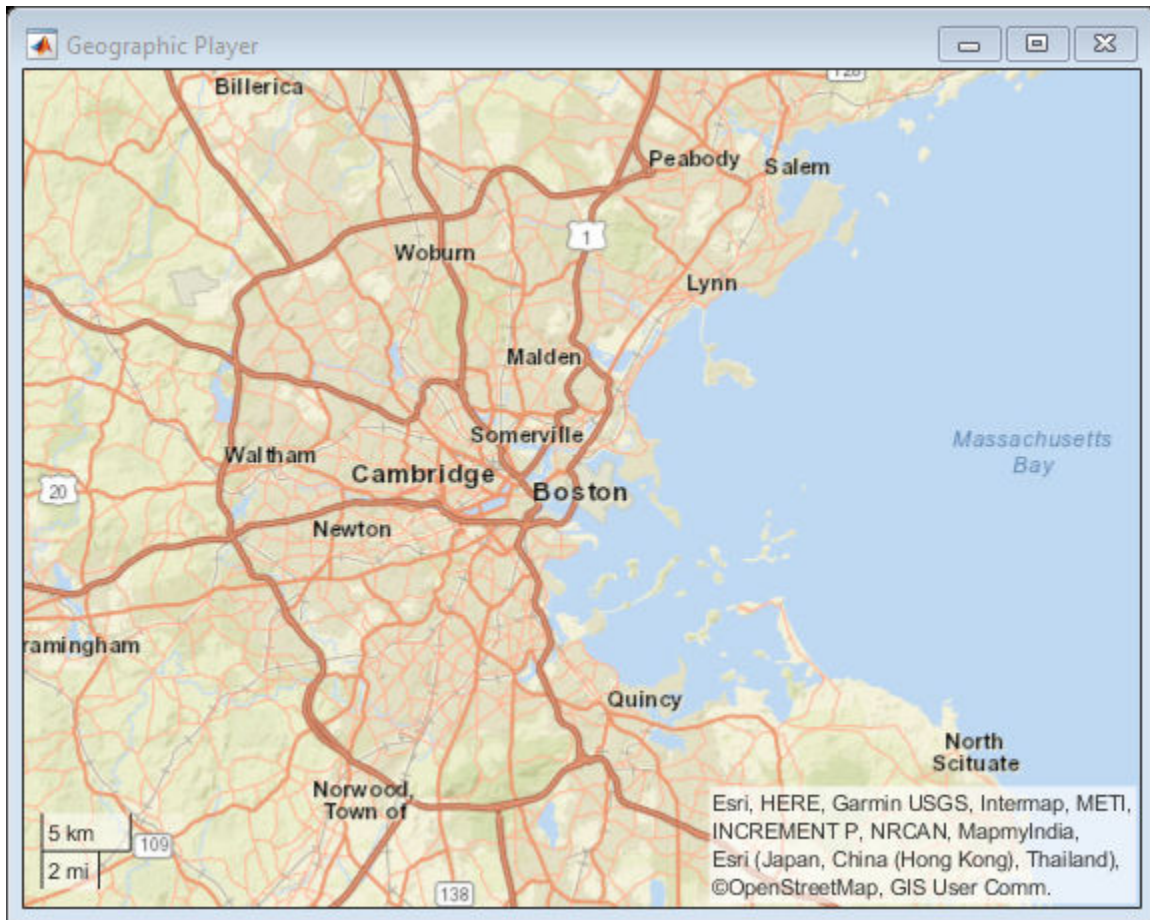 Geographic Player
128
Billerica
Peabody
Salem
1
Woburn
Lynn
Malden
Somerville
Massachusetts
Bay
Waltham
Cambridge
20
Boston
Newton
ramingham
Quincy
North
Scituate
Norwood,
Town of
5 km
109
2 mi
138
Esri, HERE, Garmin USGS, Intermap, METI,
INCREMENT P, NRCAN, MapmyIndia,
Esri (Japan, China (Hong Kong), Thailand),
©OpenStreetMap, GIS User Comm.